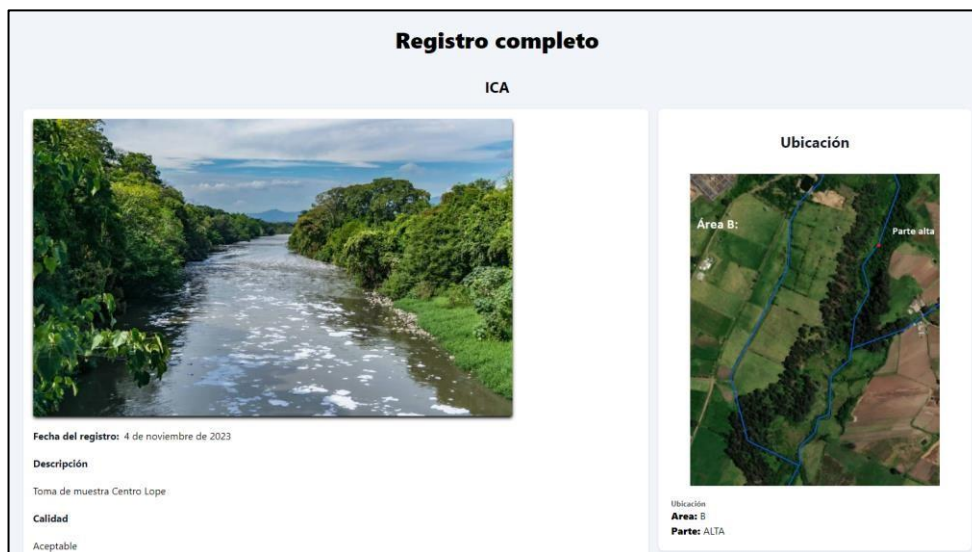 Registro completo
ICA
Fecha del registro: 4 de noviembre de 2023
Descripción
Toma de muestra Centro Lope
Calidad
Aceptable
Ubicación
Área B:
Parte alta
Ubicación
Area: B
Parte: ALTA